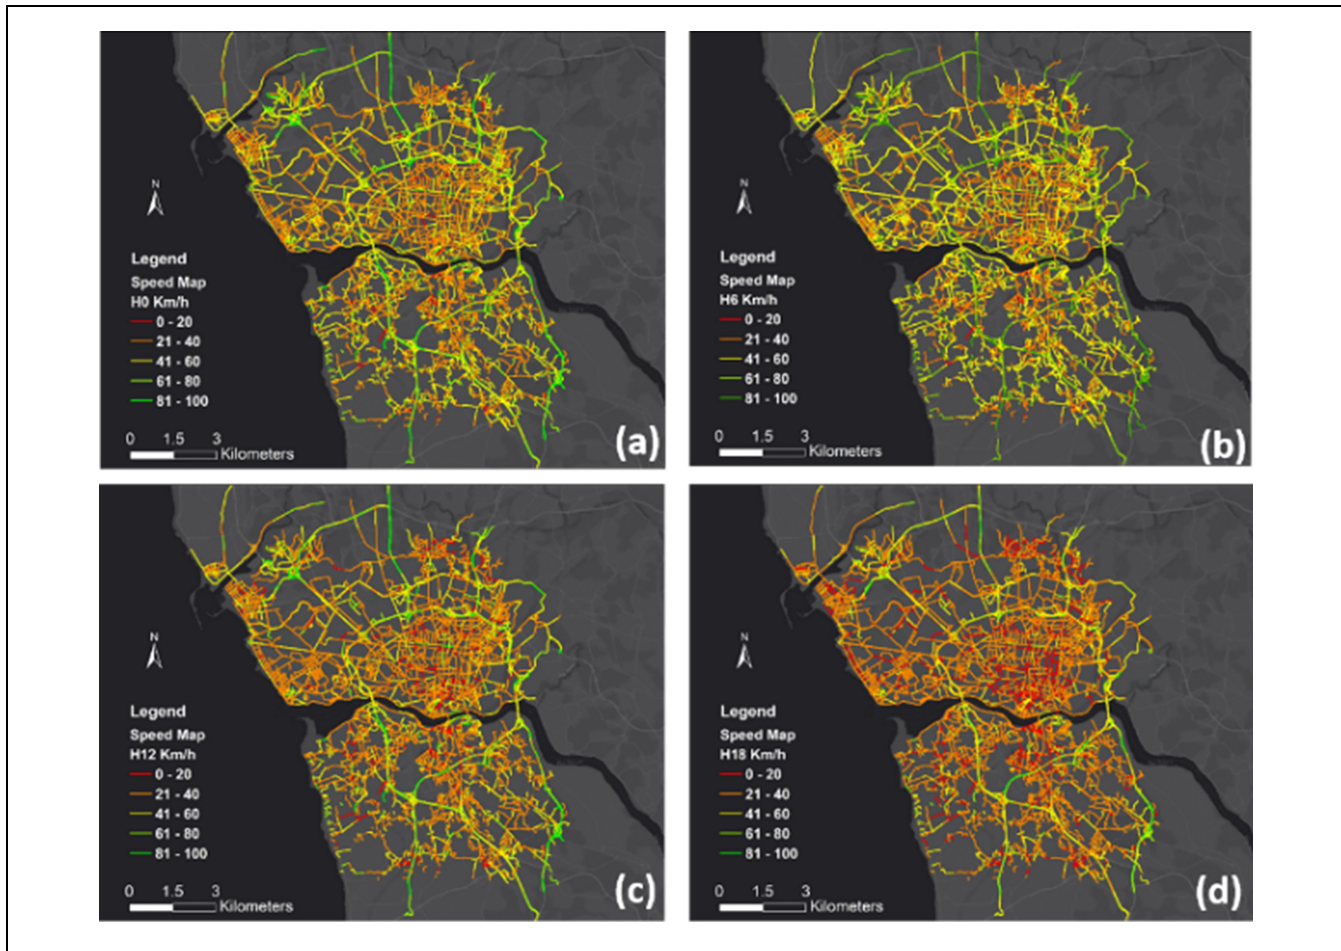 N
Legend
Speed Map
H0 Km/h
0 - 20
21 - 40
41 - 60
61 - 80
81 - 100
0 1.5 3
Kilometers
(a)
N
Legend
Speed Map
H6 Km/h
0 - 20
21 - 40
41 - 60
61 - 80
81 - 100
0 1.5 3
Kilometers
(b)
N
Legend
Speed Map
H12 Km/h
0 - 20
21 - 40
41 - 60
61 - 80
81 - 100
0 1.5 3
Kilometers
(c)
N
Legend
Speed Map
H18 Km/h
0 - 20
21 - 40
41 - 60
61 - 80
81 - 100
0 1.5 3
Kilometers
(d)